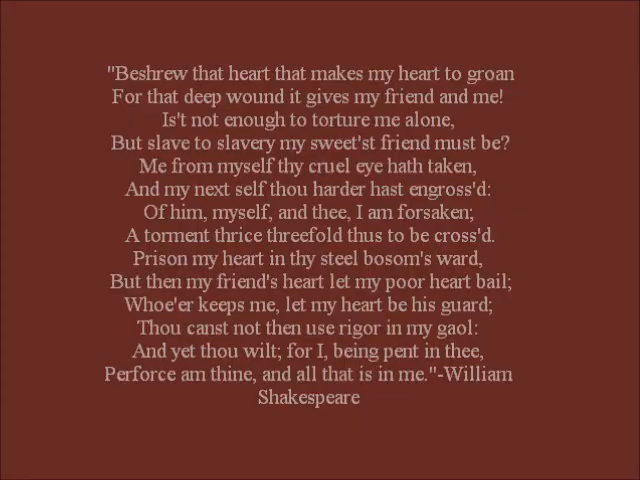 "Beshrew that heart that makes my heart to groan
For that deep wound it gives my friend and me!
Is't not enough to torture me alone,
But slave to slavery my sweet'st friend must be?
Me from myself thy cruel eye hath taken,
And my next self thou harder hast engross'd:
Of him, myself, and thee, I am forsaken;
A torment thrice threefold thus to be cross'd.
Prison my heart in thy steel bosom's ward,
But then my friend's heart let my poor heart bail;
Whoe'er keeps me, let my heart be his guard;
Thou canst not then use rigor in my gaol:
And yet thou wilt; for I, being pent in thee,
Perforce am thine, and all that is in me."-William
Shakespeare